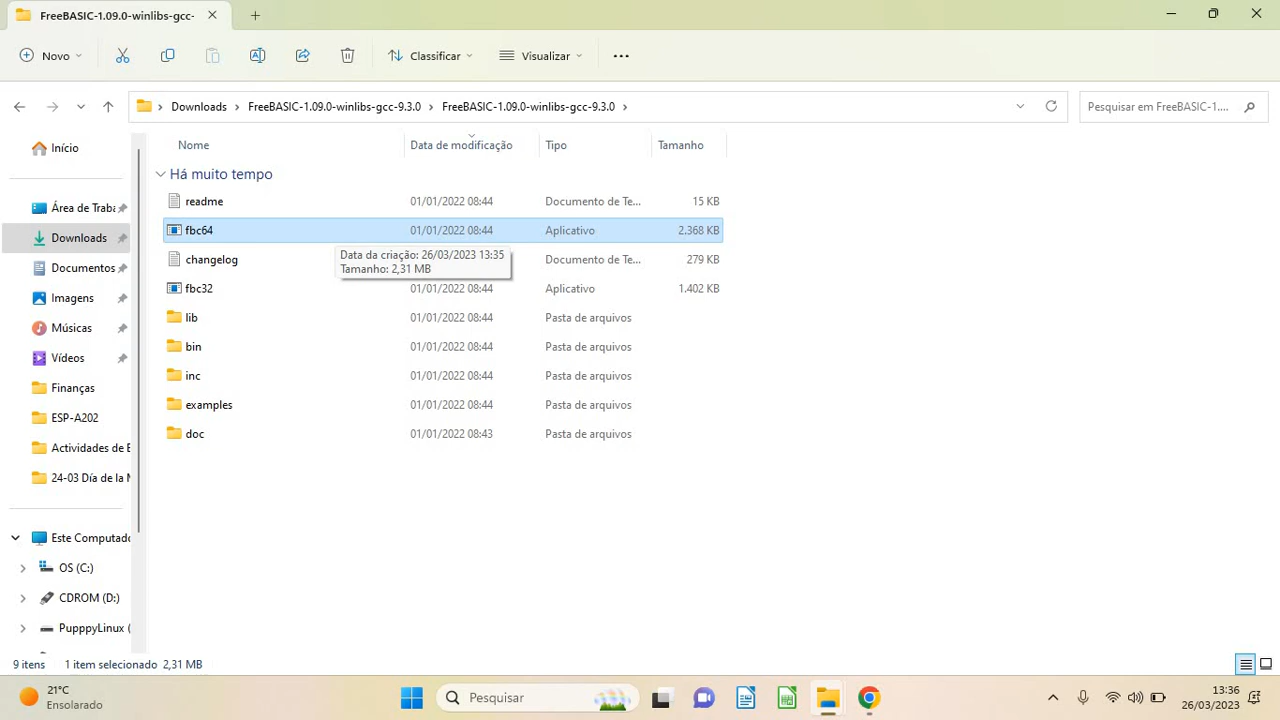 FreeBASIC-1.09.0-winlibs-gcc-
Novo
Classificar
Visualizar
Downloads
FreeBASIC-1.09.0-winlibs-gcc-9.3.0
FreeBASIC-1.09.0-winlibs-gcc-9.3.0
Pesquisar em FreeBASIC-1....
Início
Área de Traba
Downloads
Documentos
Imagens
Músicas
Vídeos
Finanças
ESP-A202
Actividades de E
24-03 Día de la M
Este Computado
OS (C:)
CDROM (D:)
PupppyLinux (
Nome
Data de modificação
Tipo
Tamanho
Há muito tempo
readme 01/01/2022 08:44 Documento de Te... 15 KB
fbc64 01/01/2022 08:44 Aplicativo 2.368 KB
changelog Documento de Te... 279 KB
Data da criação: 26/03/2023 13:35
Tamanho: 2,31 MB
fbc32 01/01/2022 08:44 Aplicativo 1.402 KB
lib 01/01/2022 08:44 Pasta de arquivos
bin 01/01/2022 08:44 Pasta de arquivos
inc 01/01/2022 08:44 Pasta de arquivos
examples 01/01/2022 08:44 Pasta de arquivos
doc 01/01/2022 08:43 Pasta de arquivos
9 itens
1 item selecionado 2,31 MB
21°C
Ensolarado
Pesquisar
13:36
26/03/2023